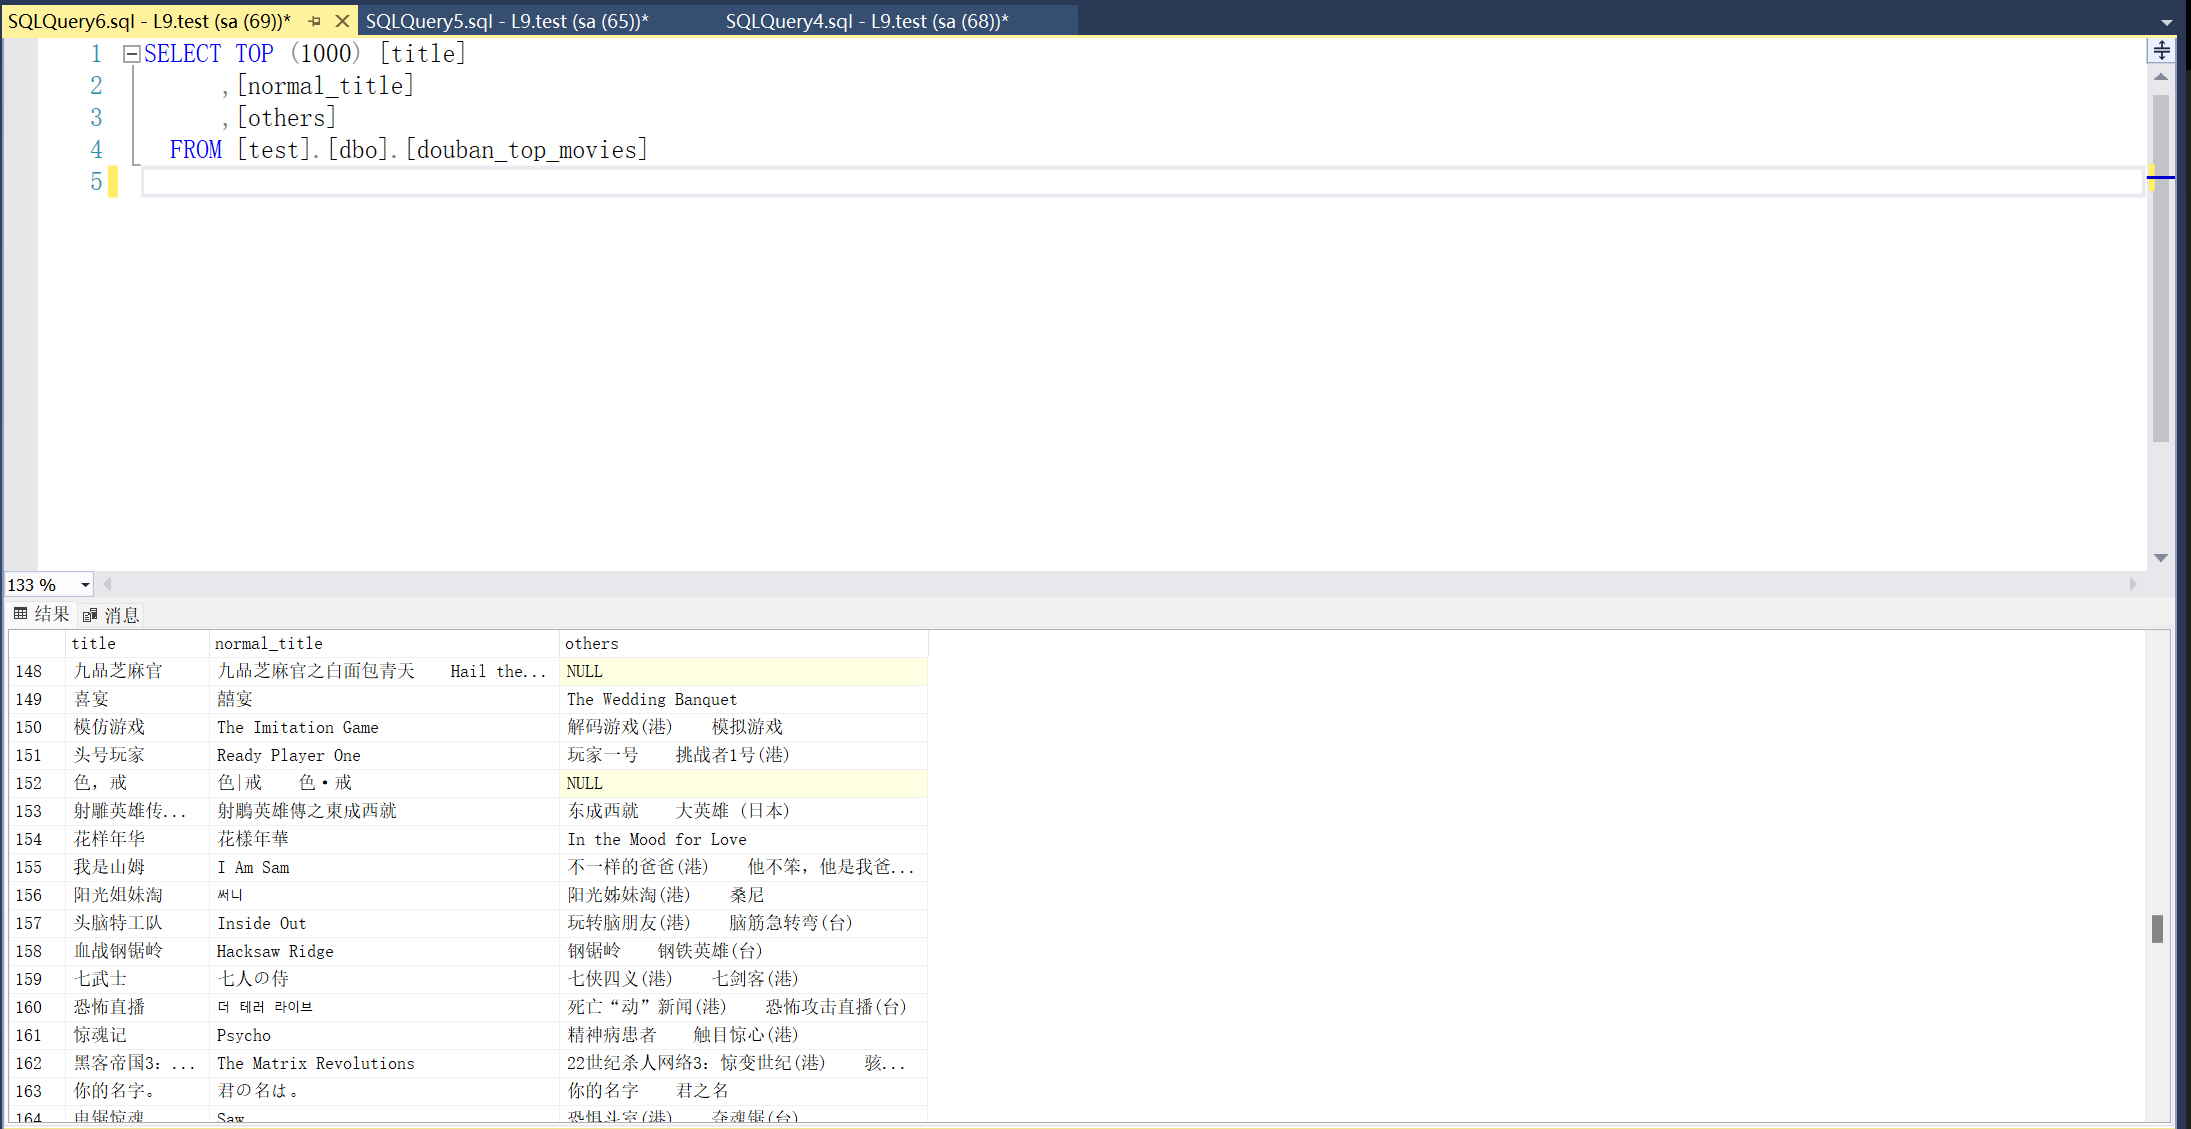 SQLQuery6.sql - L9.test (sa (69))* SQLQuery5.sql - L9.test (sa (65))* SQLQuery4.sql - L9.test (sa (68))*
1 SELECT TOP (1000) [title]
2 ,[normal_title]
3 ,[others]
4 FROM [test].[dbo].[douban_top_movies]
5
133 %
结果 消息
title normal_title others
148 九品芝麻官 九品芝麻官之白面包青天 Hail the... NULL
149 喜宴 囍宴 The Wedding Banquet
150 模仿游戏 The Imitation Game 解码游戏(港) 模拟游戏
151 头号玩家 Ready Player One 玩家一号 挑战者1号(港)
152 色，戒 色|戒 色·戒 NULL
153 射雕英雄传... 射鵰英雄傳之東成西就 东成西就 大英雄 (日本)
154 花样年华 花樣年華 In the Mood for Love
155 我是山姆 I Am Sam 不一样的爸爸(港) 他不笨，他是我爸...
156 阳光姐妹淘 써니 阳光姊妹淘(港) 桑尼
157 头脑特工队 Inside Out 玩转脑朋友(港) 脑筋急转弯(台)
158 血战钢锯岭 Hacksaw Ridge 钢锯岭 钢铁英雄(台)
159 七武士 七人の侍 七侠四义(港) 七剑客(港)
160 恐怖直播 더 테러 라이브 死亡“动”新闻(港) 恐怖攻击直播(台)
161 惊魂记 Psycho 精神病患者 触目惊心(港)
162 黑客帝国3：... The Matrix Revolutions 22世纪杀人网络3：惊变世纪(港) 骇...
163 你的名字。 君の名は。 你的名字 君之名
164 电锯惊魂 Saw 恐惧斗室(港) 夺魂锯(台)